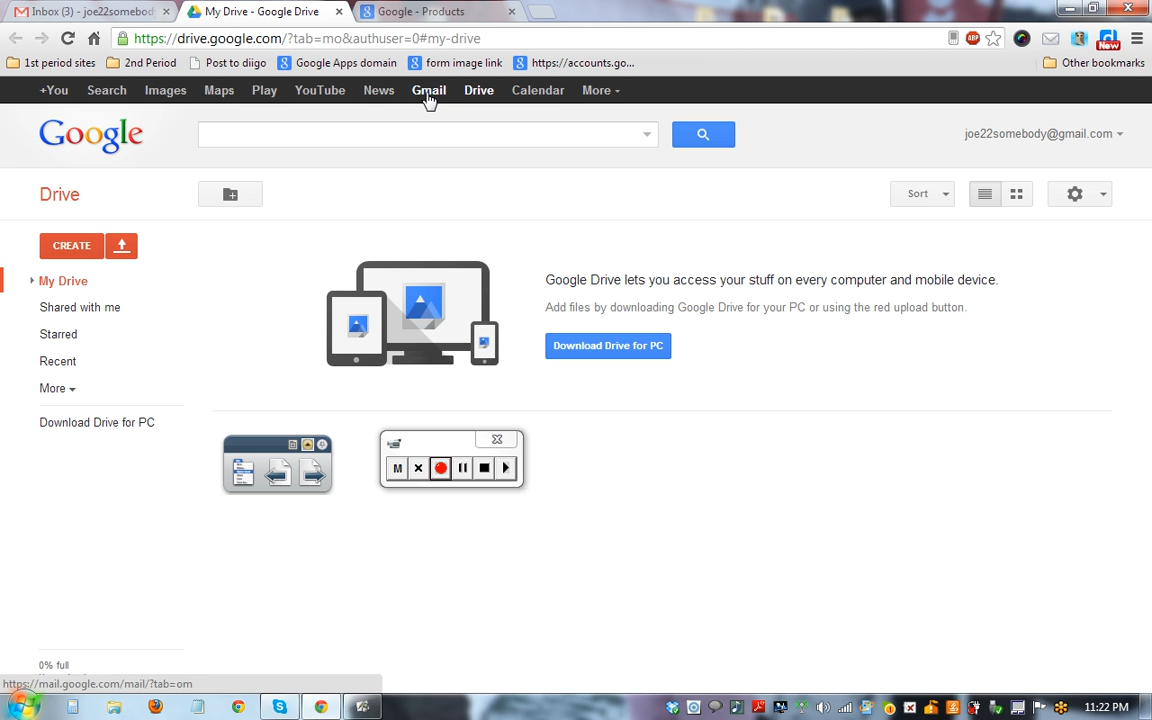 Inbox (3) - joe22somebody
My Drive - Google Drive
Google - Products
https://drive.google.com/?tab=mo&authuser=0#my-drive
New
1st period sites
2nd Period
Post to diigo
Google Apps domain
form image link
https://accounts.go...
Other bookmarks
+You
Search
Images
Maps
Play
YouTube
News
Gmail
Drive
Calendar
More
Google
joe22somebody@gmail.com
Drive
Sort
CREATE
My Drive
Shared with me
Starred
Recent
More
Download Drive for PC
Google Drive lets you access your stuff on every computer and mobile device.
Add files by downloading Google Drive for your PC or using the red upload button.
Download Drive for PC
M
0% full
https://mail.google.com/mail/?tab=om
11:22 PM